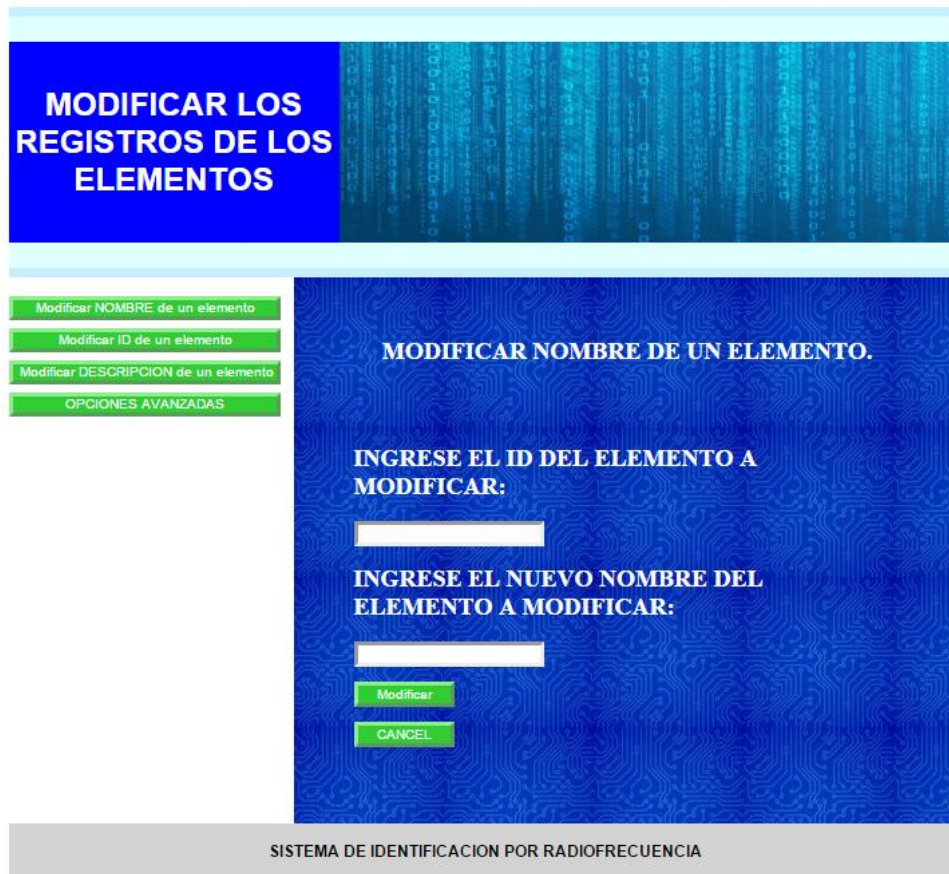 MODIFICAR LOS
REGISTROS DE LOS
ELEMENTOS
Modificar NOMBRE de un elemento
Modificar ID de un elemento
Modificar DESCRIPCION de un elemento
OPCIONES AVANZADAS
MODIFICAR NOMBRE DE UN ELEMENTO.
INGRESE EL ID DEL ELEMENTO A
MODIFICAR:
INGRESE EL NUEVO NOMBRE DEL
ELEMENTO A MODIFICAR:
Modificar
CANCEL
SISTEMA DE IDENTIFICACION POR RADIOFRECUENCIA